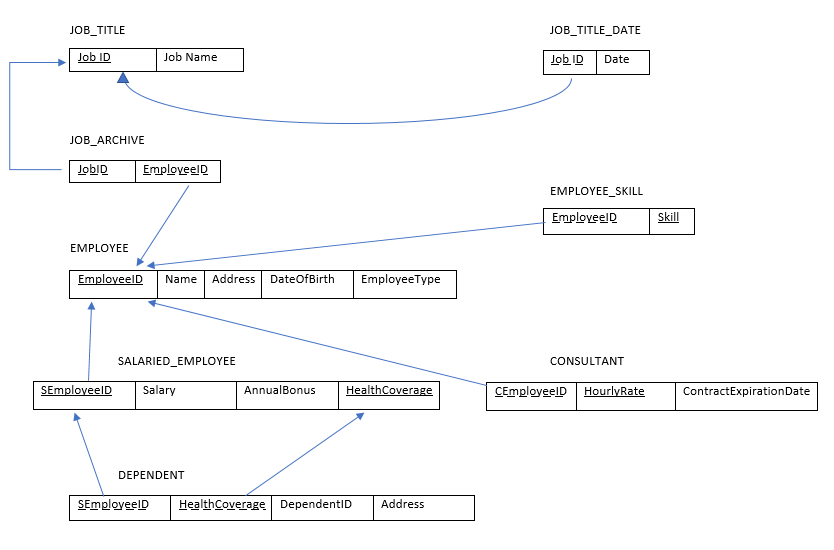 JOB_TITLE
JOB_TITLE_DATE
Job ID Job Name
Job ID Date
JOB_ARCHIVE
JobID EmployeeID
EMPLOYEE_SKILL
EmployeeID Skill
EMPLOYEE
EmployeeID Name Address DateOfBirth EmployeeType
SALARIED_EMPLOYEE
CONSULTANT
SEmployeeID Salary AnnualBonus HealthCoverage
CEmployeeID HourlyRate ContractExpirationDate
DEPENDENT
SEmployeeID HealthCoverage DependentID Address